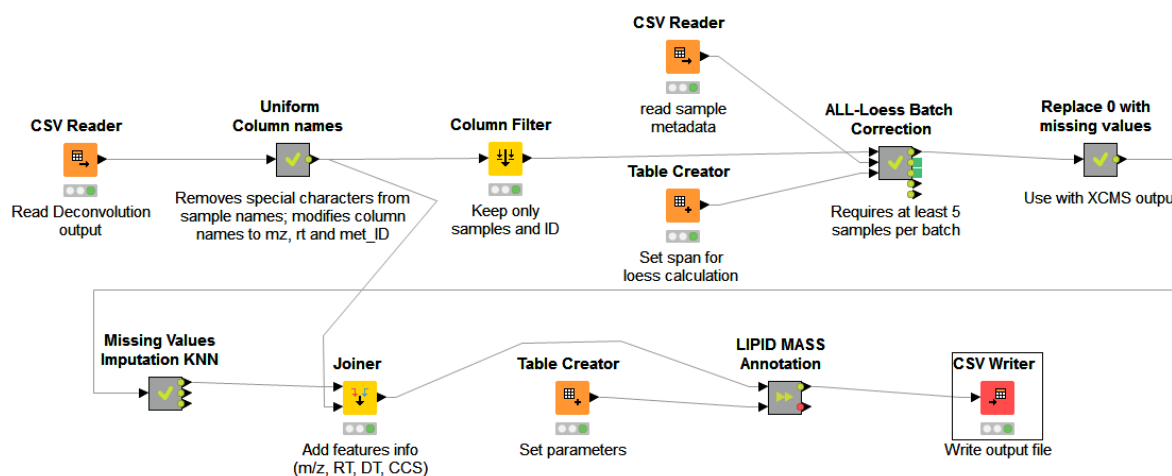 CSV Reader
read sample
metadata
CSV Reader
Read Deconvolution
output
Uniform
Column names
Removes special characters from
sample names; modifies column
names to mz, rt and met_ID
Column Filter
Keep only
samples and ID
Table Creator
Set span for
loess calculation
ALL-Loess Batch
Correction
Requires at least 5
samples per batch
Replace 0 with
missing values
Use with XCMS output
Missing Values
Imputation KNN
Joiner
Add features info
(m/z, RT, DT, CCS)
Table Creator
Set parameters
LIPID MASS
Annotation
CSV Writer
Write output file